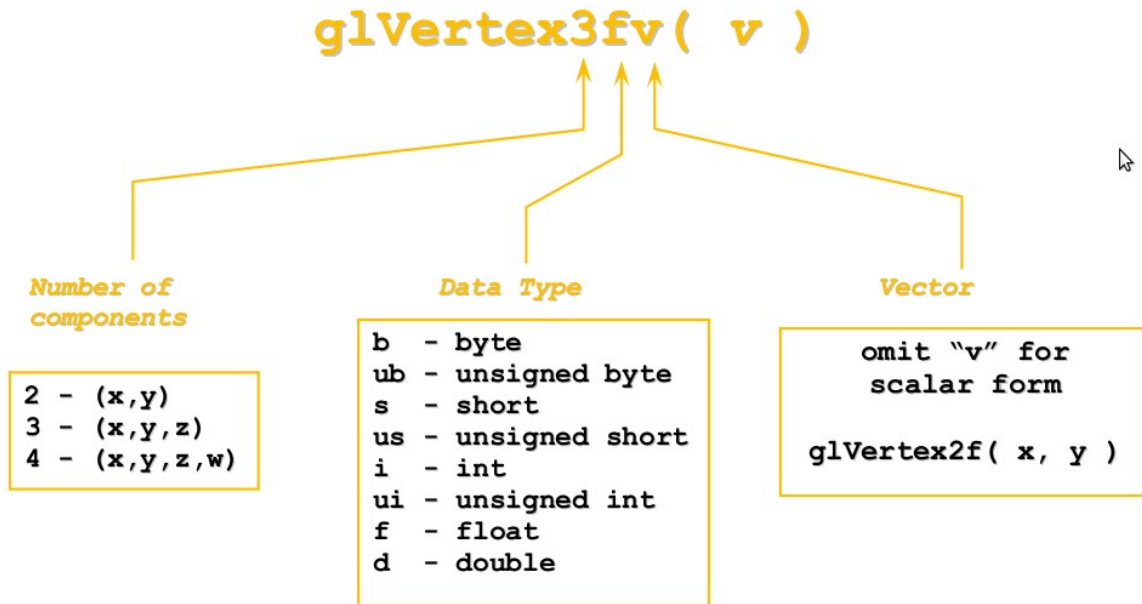 glVertex3fv( v )
Number of
components
2 - (x,y)
3 - (x,y,z)
4 - (x,y,z,w)
Data Type
b - byte
ub - unsigned byte
s - short
us - unsigned short
i - int
ui - unsigned int
f - float
d - double
Vector
omit “v” for
scalar form
glVertex2f( x, y )